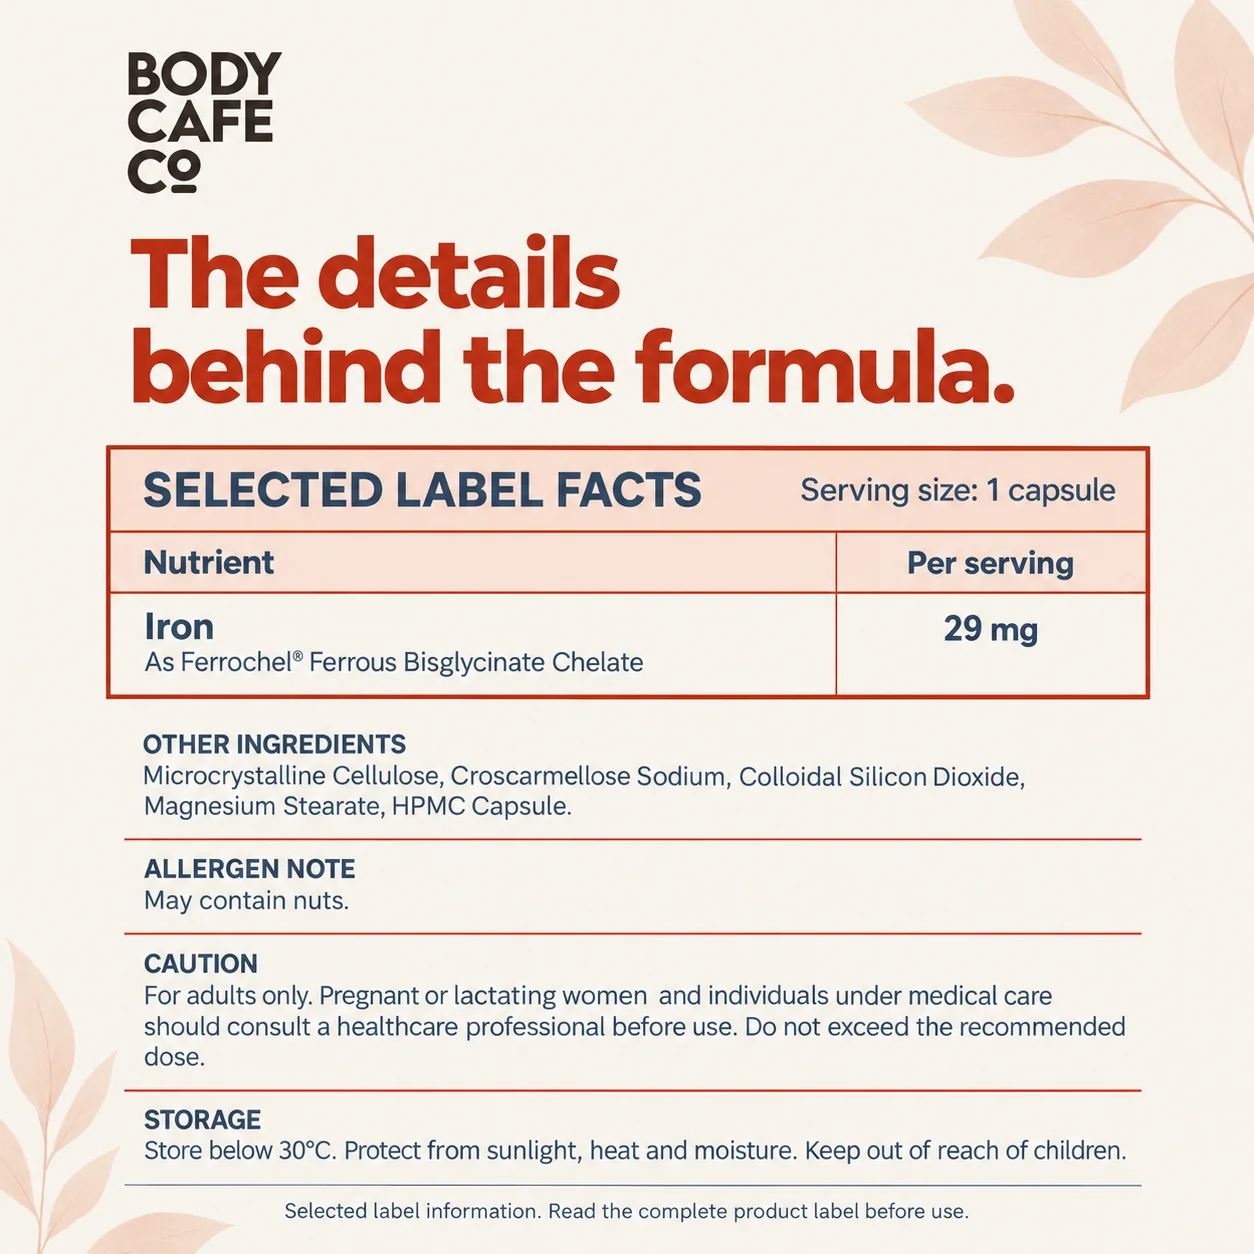 BODY
CAFE
Co
The details
behind the formula.
SELECTED LABEL FACTS
Serving size: 1 capsule
Nutrient
Per serving
Iron
29 mg
As Ferrochel® Ferrous Bisglycinate Chelate
OTHER INGREDIENTS
Microcrystalline Cellulose, Croscarmellose Sodium, Colloidal Silicon Dioxide,
Magnesium Stearate, HPMC Capsule.
ALLERGEN NOTE
May contain nuts.
CAUTION
For adults only. Pregnant or lactating women  and individuals under medical care
should consult a healthcare professional before use. Do not exceed the recommended
dose.
STORAGE
Store below 30°C. Protect from sunlight, heat and moisture. Keep out of reach of children.
Selected label information. Read the complete product label before use.